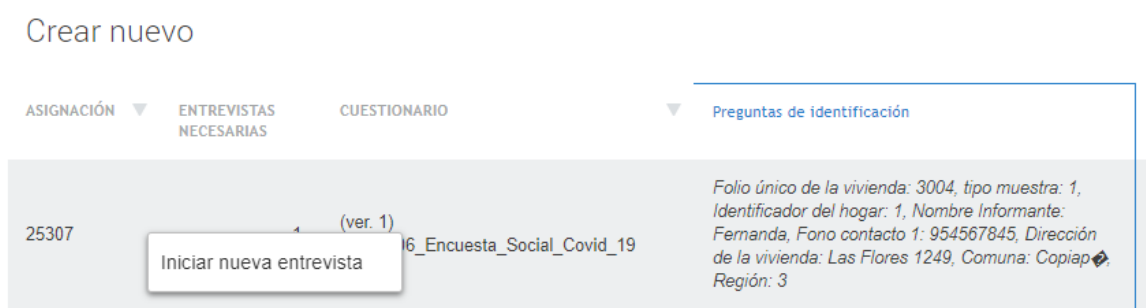 Crear nuevo
ASIGNACIÓN
ENTREVISTAS
NECESARIAS
CUESTIONARIO
Preguntas de identificación
25307
1
(ver. 1)
6_Encuesta_Social_Covid_19
Iniciar nueva entrevista
Folio único de la vivienda: 3004, tipo muestra: 1,
Identificador del hogar: 1, Nombre Informante:
Fernanda, Fono contacto 1: 954567845, Dirección
de la vivienda: Las Flores 1249, Comuna: Copiap�,
Región: 3